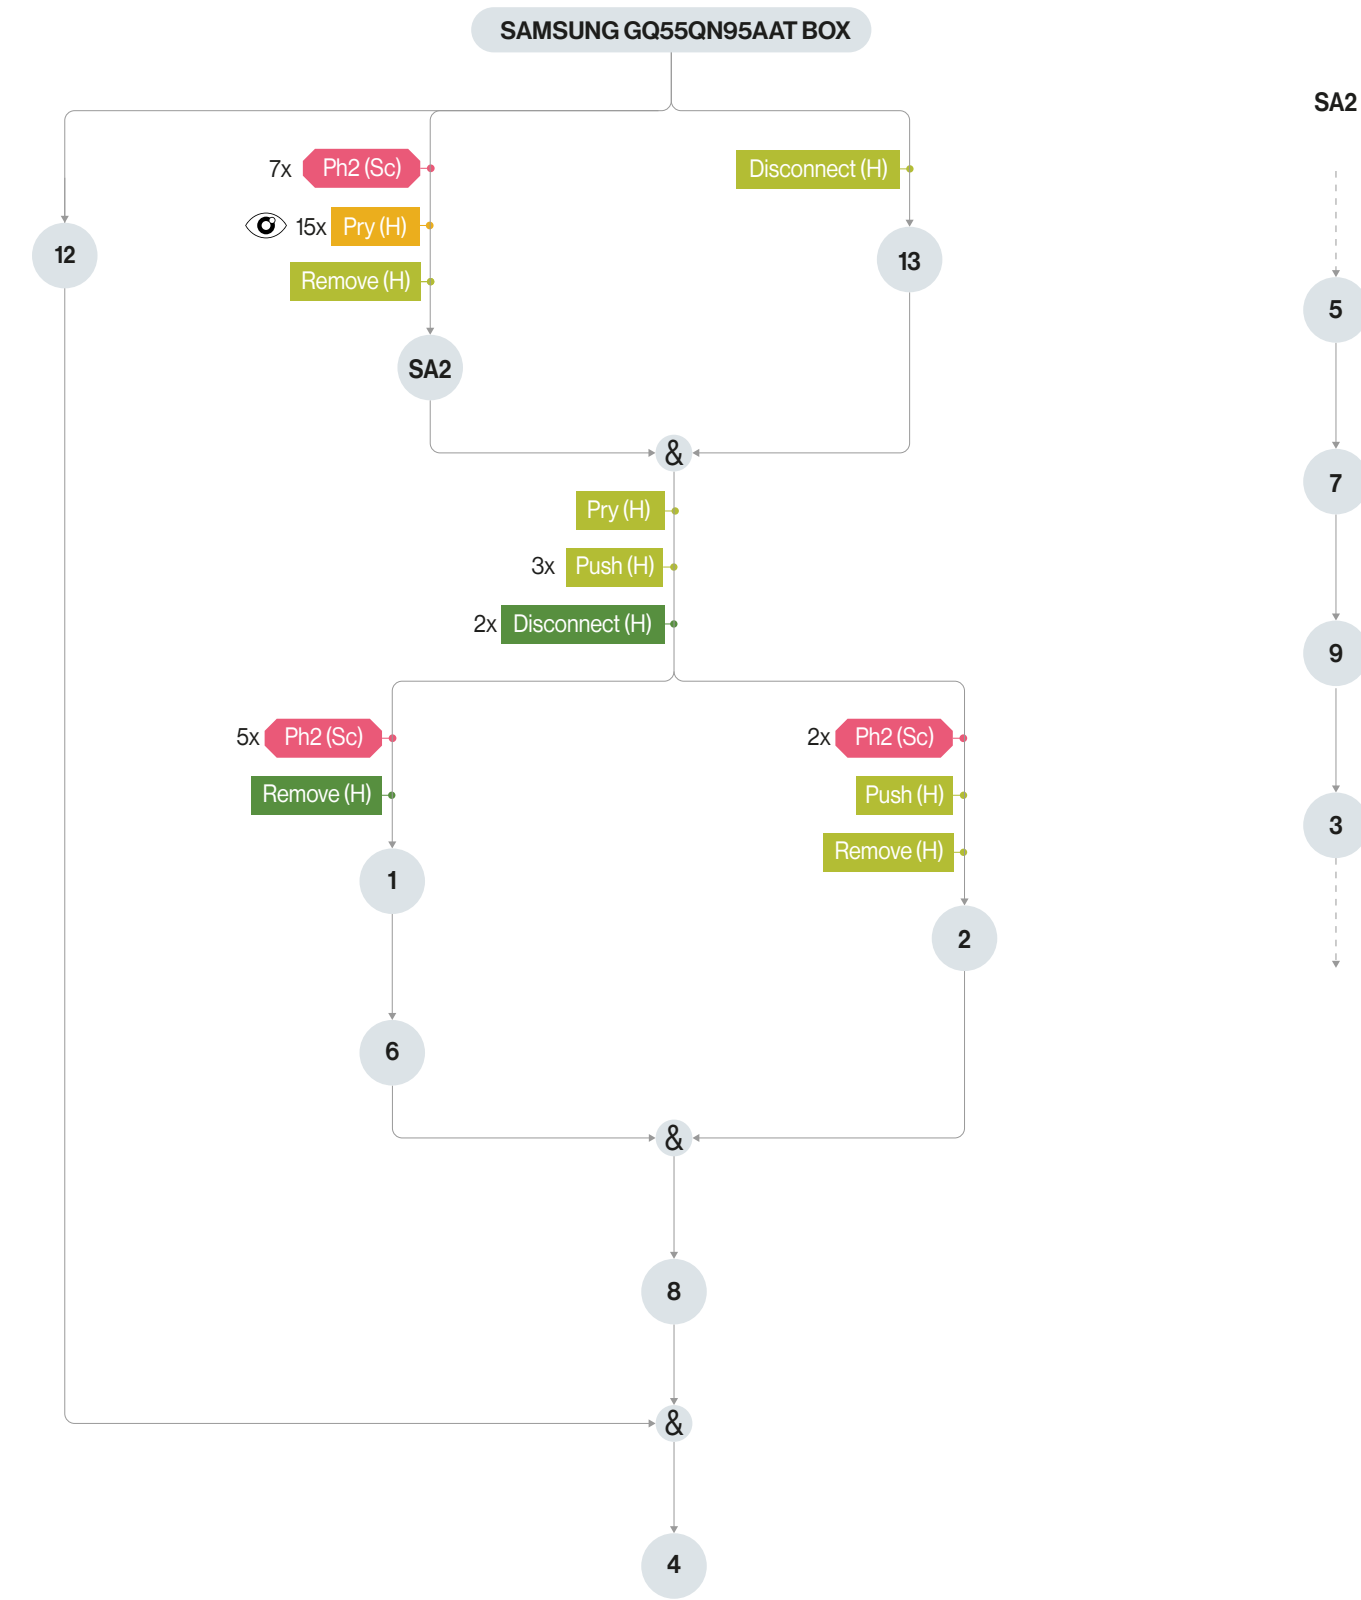 SAMSUNG GQ55QN95AAT BOX
SA2
7x Ph2 (Sc)
Disconnect (H)
15x Pry (H)
12
13
Remove (H)
5
SA2
&
7
Pry (H)
3x Push (H)
2x Disconnect (H)
9
5x Ph2 (Sc)
2x Ph2 (Sc)
Remove (H)
Push (H)
3
Remove (H)
1
2
6
&
8
&
4